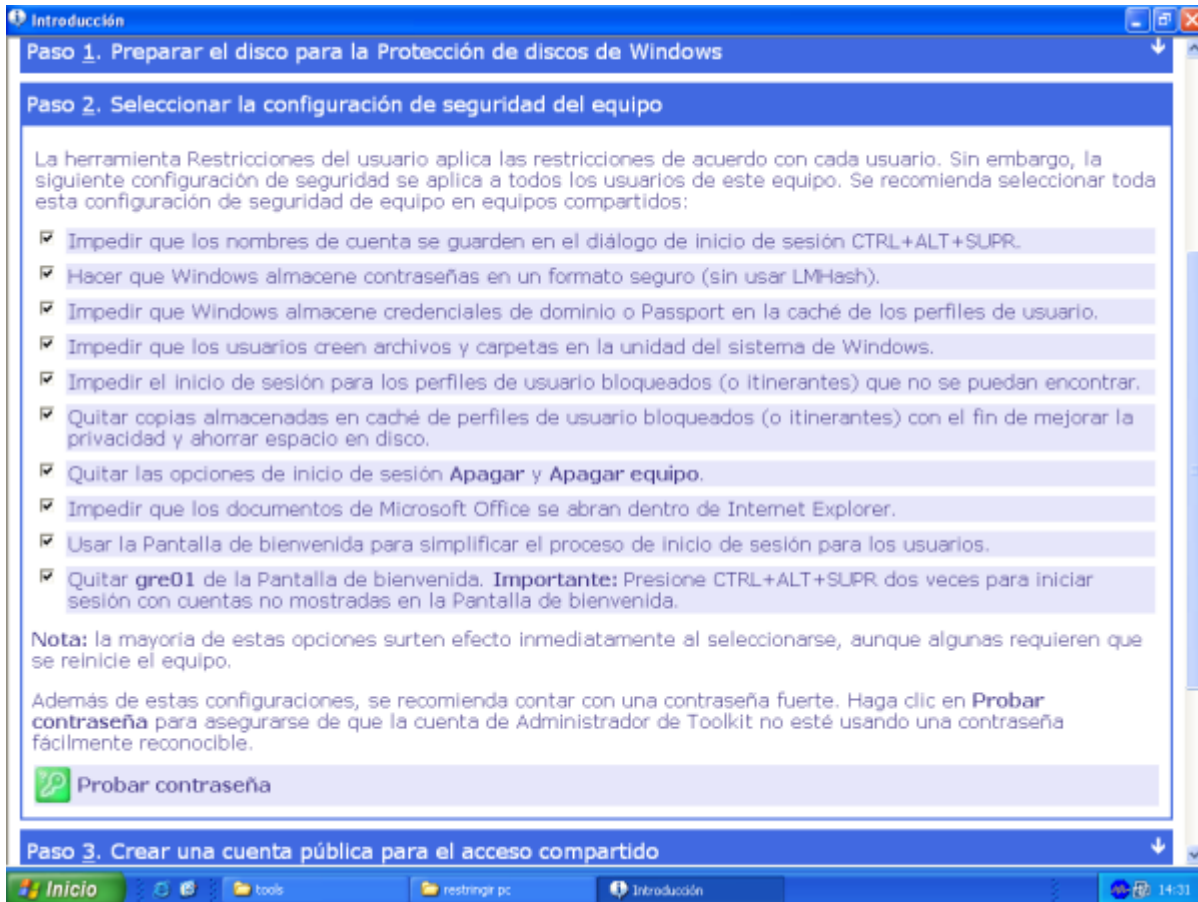 Introducción
Paso 1. Preparar el disco para la Protección de discos de Windows
Paso 2. Seleccionar la configuración de seguridad del equipo
La herramienta Restricciones del usuario aplica las restricciones de acuerdo con cada usuario. Sin embargo, la
siguiente configuración de seguridad se aplica a todos los usuarios de este equipo. Se recomienda seleccionar toda
esta configuración de seguridad de equipo en equipos compartidos:
Impedir que los nombres de cuenta se guarden en el diálogo de inicio de sesión CTRL+ALT+SUPR.
Hacer que Windows almacene contraseñas en un formato seguro (sin usar LMHash).
Impedir que Windows almacene credenciales de dominio o Passport en la caché de los perfiles de usuario.
Impedir que los usuarios creen archivos y carpetas en la unidad del sistema de Windows.
Impedir el inicio de sesión para los perfiles de usuario bloqueados (o itinerantes) que no se puedan encontrar.
Quitar copias almacenadas en caché de perfiles de usuario bloqueados (o itinerantes) con el fin de mejorar la
privacidad y ahorrar espacio en disco.
Quitar las opciones de inicio de sesión Apagar y Apagar equipo.
Impedir que los documentos de Microsoft Office se abran dentro de Internet Explorer.
Usar la Pantalla de bienvenida para simplificar el proceso de inicio de sesión para los usuarios.
Quitar gre01 de la Pantalla de bienvenida. Importante: Presione CTRL+ALT+SUPR dos veces para iniciar
sesión con cuentas no mostradas en la Pantalla de bienvenida.
Nota: la mayoría de estas opciones surten efecto inmediatamente al seleccionarse, aunque algunas requieren que
se reinicie el equipo.
Además de estas configuraciones, se recomienda contar con una contraseña fuerte. Haga clic en Probar
contraseña para asegurarse de que la cuenta de Administrador de Toolkit no esté usando una contraseña
fácilmente reconocible.
Probar contraseña
Paso 3. Crear una cuenta pública para el acceso compartido
Inicio tools restringir pc Introducción 14:31